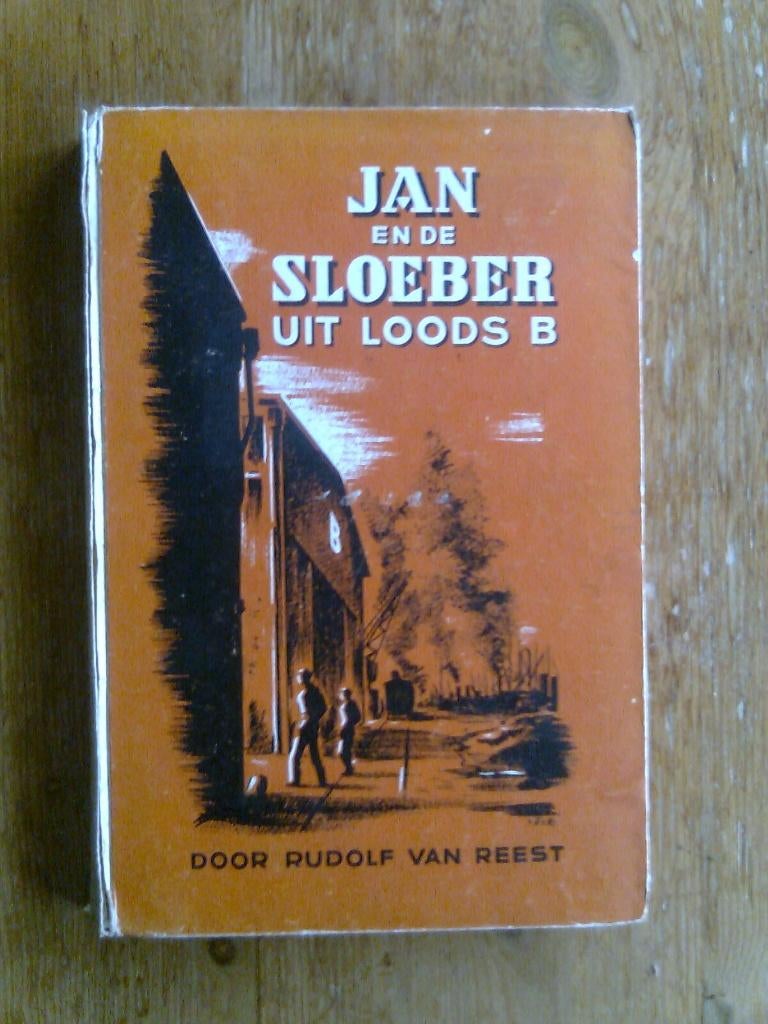 JAN
EN DE
SLOEBER
UIT LOODS B
B
DOOR RUDOLF VAN REEST